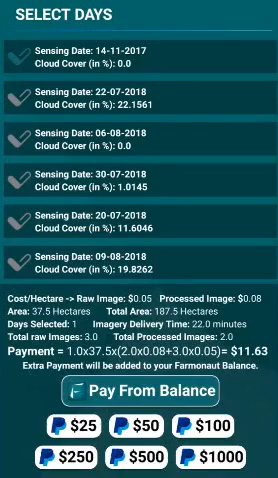 SELECT DAYS
Sensing Date: 14-11-2017
Cloud Cover (in %): 0.0
Sensing Date: 22-07-2018
Cloud Cover (in %): 22.1561
Sensing Date: 06-08-2018
Cloud Cover (in %): 0.0
Sensing Date: 30-07-2018
Cloud Cover (in %): 1.0145
Sensing Date: 20-07-2018
Cloud Cover (in %): 11.6046
Sensing Date: 09-08-2018
Cloud Cover (in %): 19.8262
Cost/Hectare -> Raw Image: $0.05 Processed Image: $0.08
Area: 37.5 Hectares Total Area: 187.5 Hectares
Days Selected: 1 Imagery Delivery Time: 22.0 minutes
Total raw Images: 3.0 Total Processed Images: 2.0
Payment = 1.0x37.5x(2.0x0.08+3.0x0.05)= $11.63
Extra Payment will be added to your Farmonaut Balance.
Pay From Balance
$25 $50 $100
$250 $500 $1000